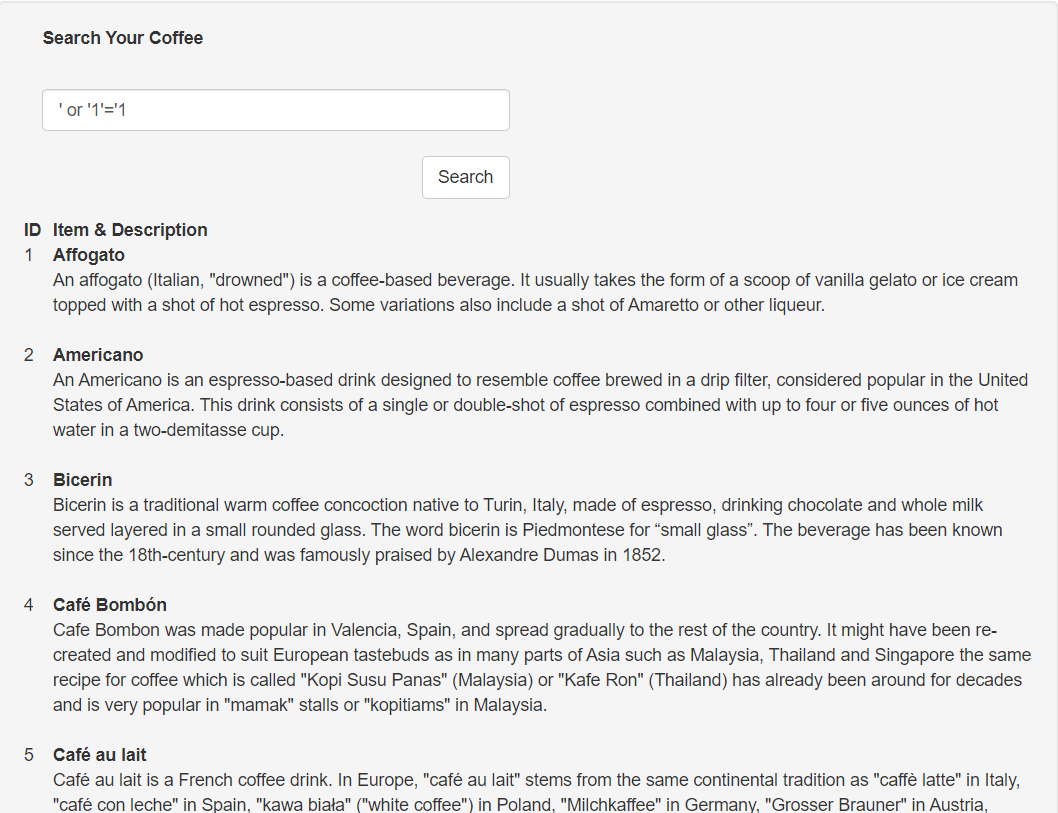 Search Your Coffee
' or '1'='1
Search
ID Item & Description
1 Affogato
An affogato (Italian, "drowned") is a coffee-based beverage. It usually takes the form of a scoop of vanilla gelato or ice cream
topped with a shot of hot espresso. Some variations also include a shot of Amaretto or other liqueur.
2 Americano
An Americano is an espresso-based drink designed to resemble coffee brewed in a drip filter, considered popular in the United
States of America. This drink consists of a single or double-shot of espresso combined with up to four or five ounces of hot
water in a two-demitasse cup.
3 Bicerin
Bicerin is a traditional warm coffee concoction native to Turin, Italy, made of espresso, drinking chocolate and whole milk
served layered in a small rounded glass. The word bicerin is Piedmontese for “small glass”. The beverage has been known
since the 18th-century and was famously praised by Alexandre Dumas in 1852.
4 Café Bombón
Cafe Bombon was made popular in Valencia, Spain, and spread gradually to the rest of the country. It might have been re-
created and modified to suit European tastebuds as in many parts of Asia such as Malaysia, Thailand and Singapore the same
recipe for coffee which is called "Kopi Susu Panas" (Malaysia) or "Kafe Ron" (Thailand) has already been around for decades
and is very popular in "mamak" stalls or "kopitiams" in Malaysia.
5 Café au lait
Café au lait is a French coffee drink. In Europe, "café au lait" stems from the same continental tradition as "caffè latte" in Italy,
"café con leche" in Spain, "kawa biała" ("white coffee") in Poland, "Milchkaffee" in Germany, "Grosser Brauner" in Austria,